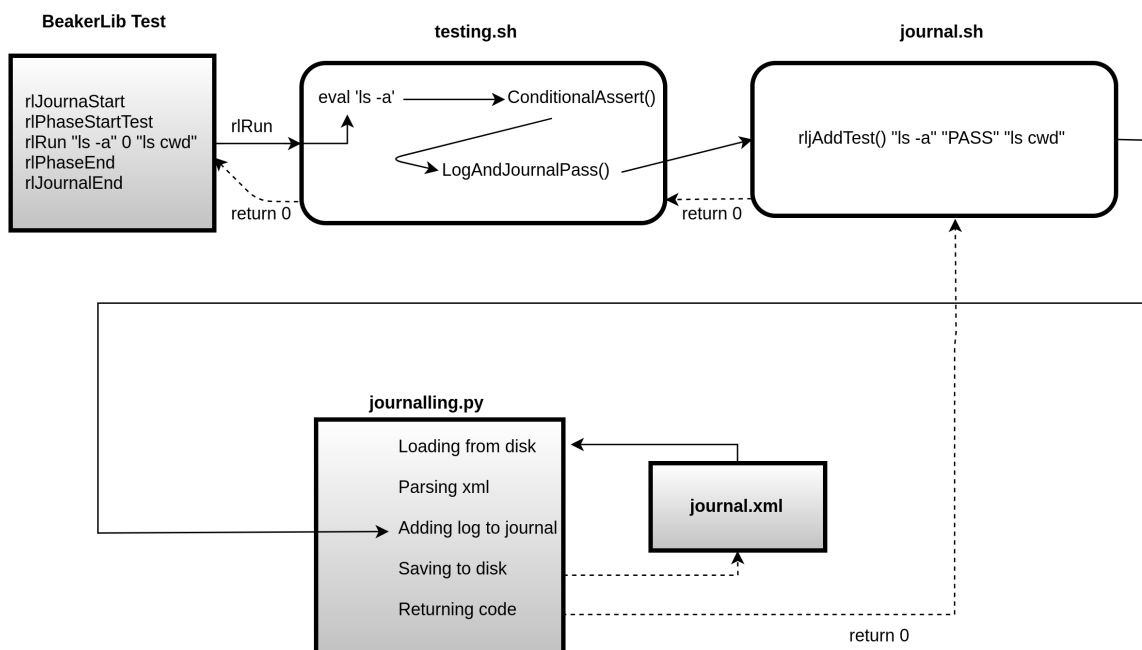 BeakerLib Test
rlJournaStart
rlPhaseStartTest
rlRun "ls -a" 0 "ls cwd"
rlPhaseEnd
rlJournalEnd
rlRun
return 0
testing.sh
eval 'ls -a'
ConditionalAssert()
LogAndJournalPass()
return 0
journal.sh
rljAddTest() "ls -a" "PASS" "ls cwd"
journalling.py
Loading from disk
Parsing xml
Adding log to journal
Saving to disk
Returning code
journal.xml
return 0